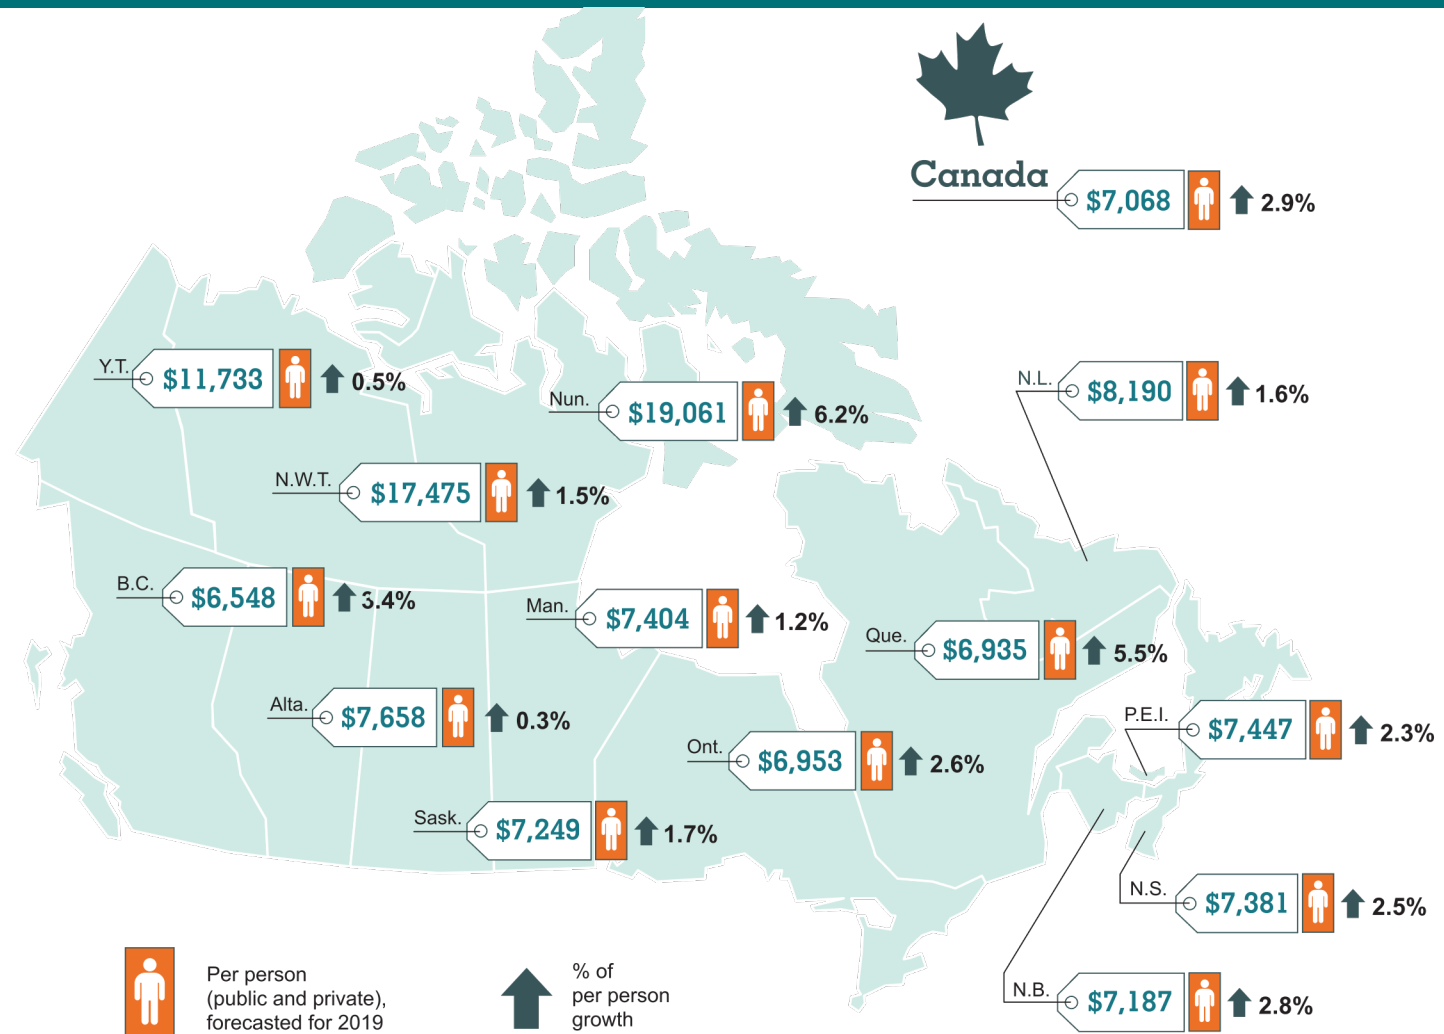 Canada
$7,068
2.9%
Y.T.
$11,733
0.5%
Nun.
$19,061
6.2%
N.L.
$8,190
1.6%
N.W.T.
$17,475
1.5%
B.C.
$6,548
3.4%
Man.
$7,404
1.2%
Que.
$6,935
5.5%
Alta.
$7,658
0.3%
P.E.I.
$7,447
2.3%
Ont.
$6,953
2.6%
Sask.
$7,249
1.7%
N.S.
$7,381
2.5%
N.B.
$7,187
2.8%
Per person
(public and private),
forecasted for 2019
% of
per person
growth